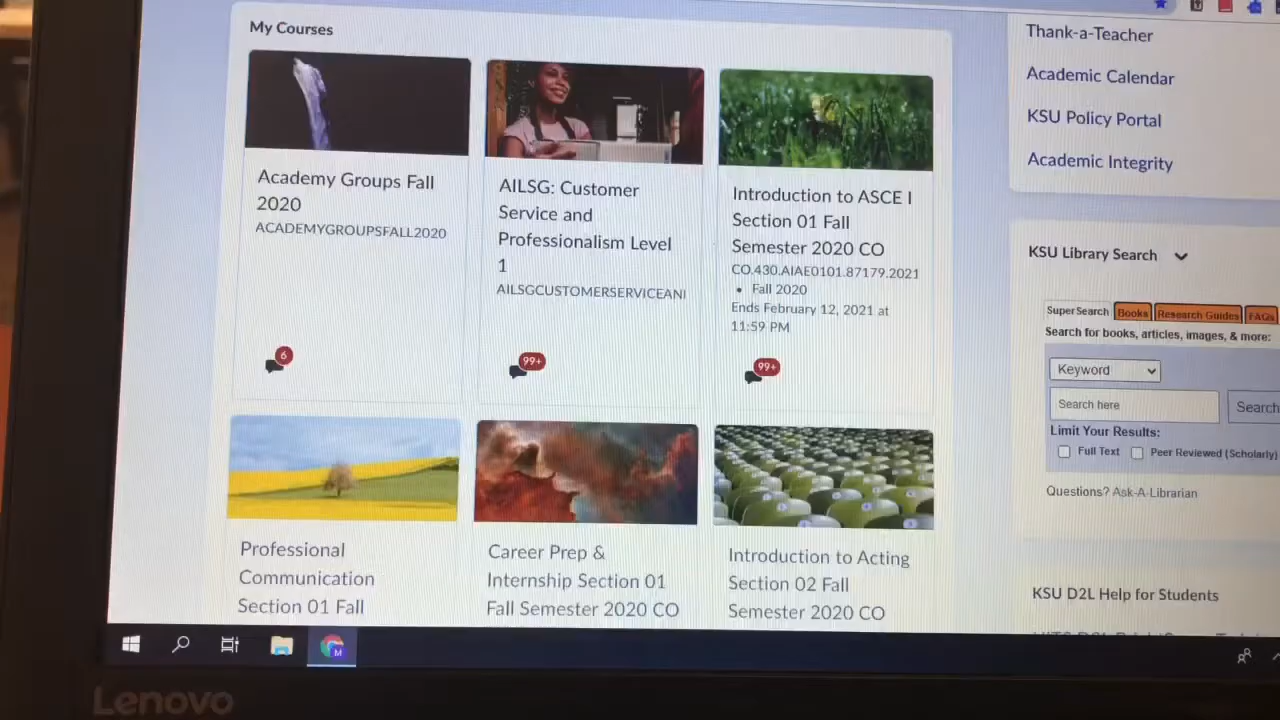 My Courses
Academy Groups Fall
2020
ACADEMYGROUPSFALL2020
6
AILSG: Customer
Service and
Professionalism Level
1
AILSGCUSTOMERSERVICEANI
99+
Introduction to ASCE I
Section 01 Fall
Semester 2020 CO
CO.430.AIAE0101.87179.2021
• Fall 2020
Ends February 12, 2021 at
11:59 PM
99+
Professional
Communication
Section 01 Fall
Career Prep &
Internship Section 01
Fall Semester 2020 CO
Introduction to Acting
Section 02 Fall
Semester 2020 CO
Thank-a-Teacher
Academic Calendar
KSU Policy Portal
Academic Integrity
KSU Library Search
SuperSearch Books Research Guides FAQs
Search for books, articles, images, & more:
Keyword
Search here Search
Limit Your Results:
Full Text Peer Reviewed (Scholarly)
Questions? Ask-A-Librarian
KSU D2L Help for Students
M
Lenovo